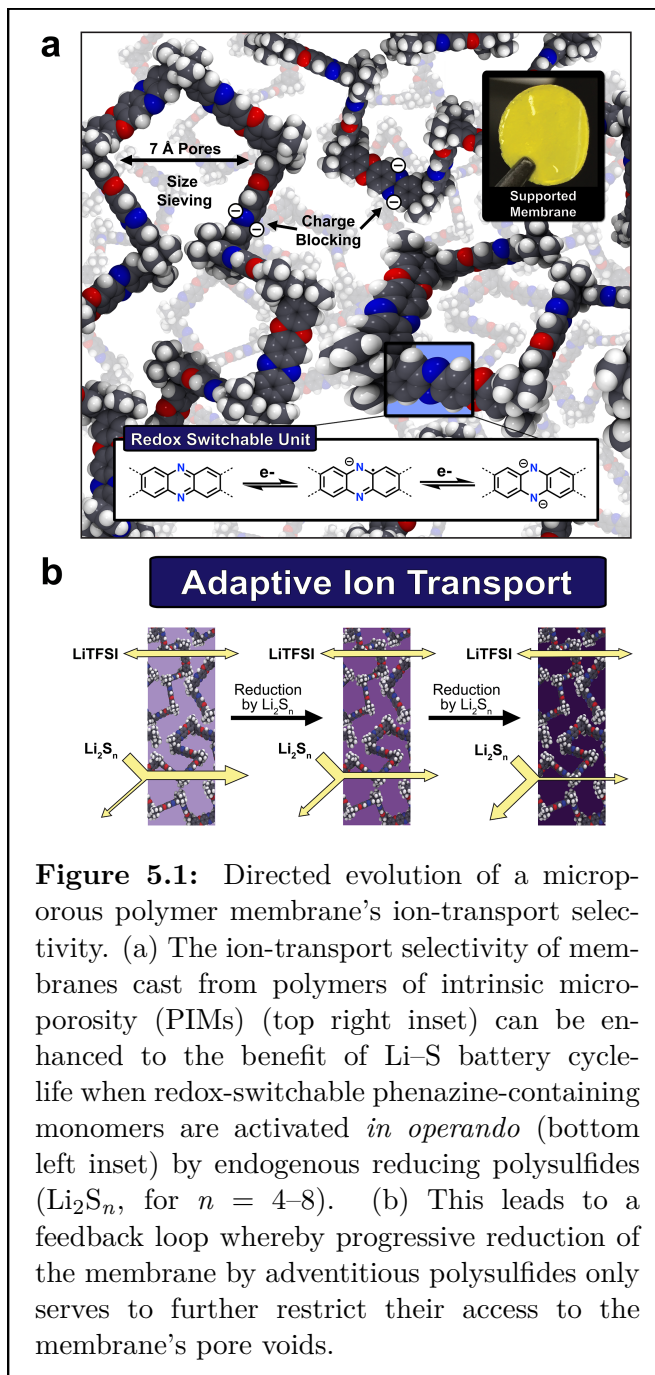 a
7 Å Pores
Size
Sieving
Charge
Blocking
Supported
Membrane
Redox Switchable Unit
N
N
e-
⊖
N
N
e-
⊖
N
N
⊖
b
Adaptive Ion Transport
LiTFSI
LiTFSI
LiTFSI
Reduction
by Li₂Sₙ
Reduction
by Li₂Sₙ
Li₂Sₙ
Li₂Sₙ
Li₂Sₙ
Figure 5.1: Directed evolution of a microp-
orous polymer membrane's ion-transport selec-
tivity. (a) The ion-transport selectivity of mem-
branes cast from polymers of intrinsic micro-
porosity (PIMs) (top right inset) can be en-
hanced to the benefit of Li–S battery cycle-
life when redox-switchable phenazine-containing
monomers are activated in operando (bottom
left inset) by endogenous reducing polysulfides
(Li₂Sₙ, for n = 4–8). (b) This leads to a
feedback loop whereby progressive reduction of
the membrane by adventitious polysulfides only
serves to further restrict their access to the
membrane's pore voids.